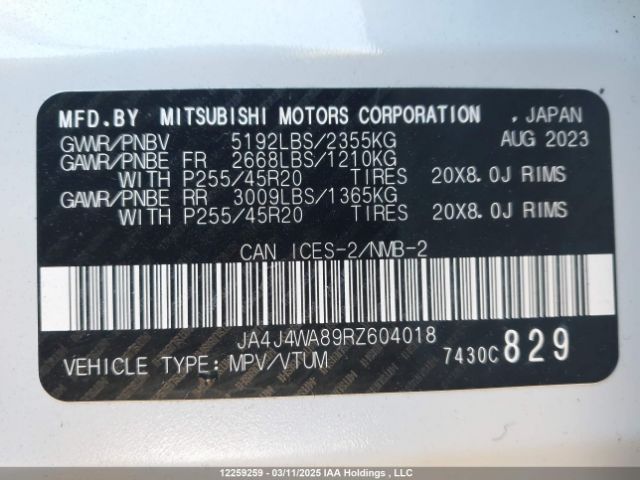 MFD.BY MITSUBISHI MOTORS CORPORATION , JAPAN
GVWR/PNBV 5192LBS/2355KG AUG 2023
GAWR/PNBE FR 2668LBS/1210KG
WITH P255/45R20 TIRES 20X8.0J RIMS
GAWR/PNBE RR 3009LBS/1365KG
WITH P255/45R20 TIRES 20X8.0J RIMS
CAN ICES-2/NMB-2
JA4J4WA89RZ604018
VEHICLE TYPE: MPV/VTUM 7430C 829
12259259 - 03/11/2025 IAA Holdings , LLC